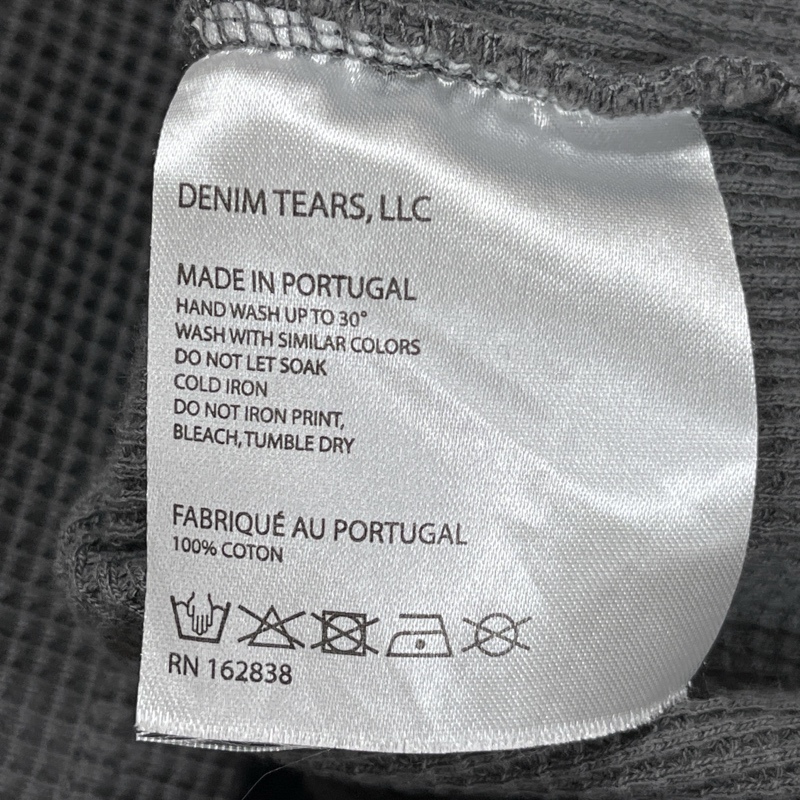 DENIM TEARS, LLC
MADE IN PORTUGAL
HAND WASH UP TO 30°
WASH WITH SIMILAR COLORS
DO NOT LET SOAK
COLD IRON
DO NOT IRON PRINT,
BLEACH, TUMBLE DRY
FABRIQUÉ AU PORTUGAL
100% COTON
RN 162838